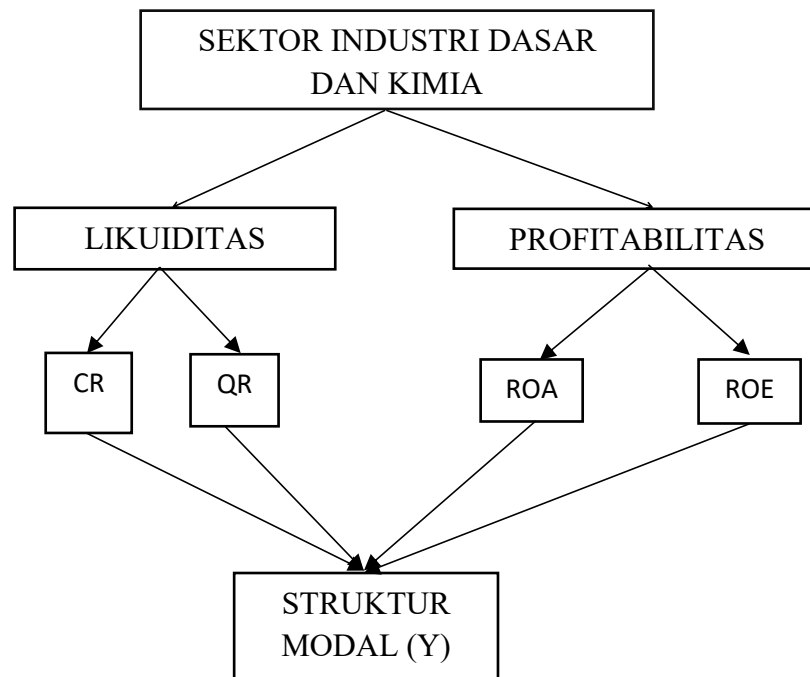 SEKTOR INDUSTRI DASAR
DAN KIMIA
LIKUIDITAS
PROFITABILITAS
CR
QR
ROA
ROE
STRUKTUR
MODAL (Y)